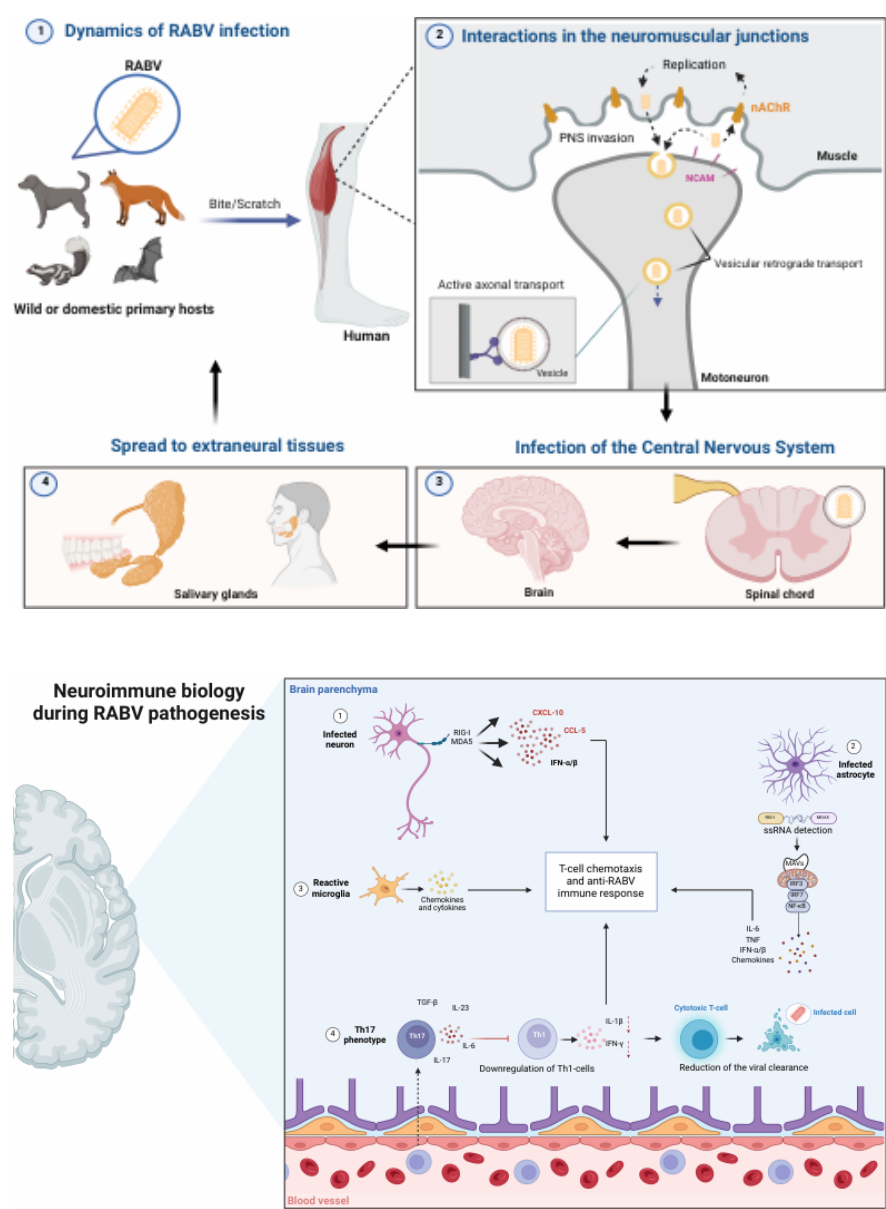 1 Dynamics of RABV infection
RABV
Bite/Scratch
Wild or domestic primary hosts
Human
2 Interactions in the neuromuscular junctions
Replication
nAChR
PNS invasion
Muscle
NCAM
Vesicular retrograde transport
Active axonal transport
Vesicle
Motoneuron
Spread to extraneural tissues
Infection of the Central Nervous System
4
Salivary glands
3
Brain
Spinal chord
Neuroimmune biology
during RABV pathogenesis
Brain parenchyma
1
Infected
neuron
RIG-I
MDA5
CXCL-10
CCL-5
IFN-α/β
2
Infected
astrocyte
RIG-I
MDA5
ssRNA detection
MAVs
IRF3
IRF7
NF-κB
IL-6
TNF
IFN-α/β
Chemokines
T-cell chemotaxis
and anti-RABV
immune response
3
Reactive
microglia
Chemokines
and cytokines
4
Th17
phenotype
TGF-β
IL-23
Th17
IL-6
IL-17
Th1
Downregulation of Th1-cells
IL-1β
IFN-γ
Cytotoxic T-cell
Infected cell
Reduction of the viral clearance
Blood vessel